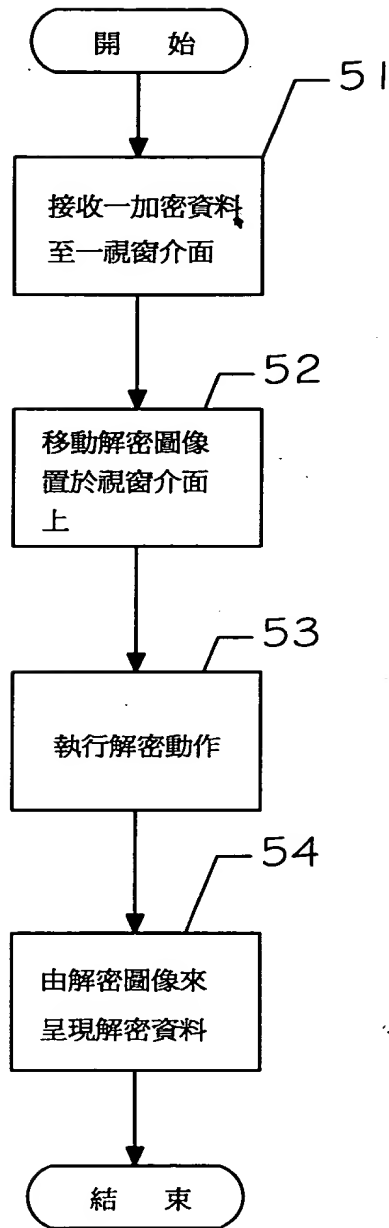 開 始
51
接收一加密資料
至一視窗介面
52
移動解密圖像
置於視窗介面
上
53
執行解密動作
54
由解密圖像來
呈現解密資料
結 束